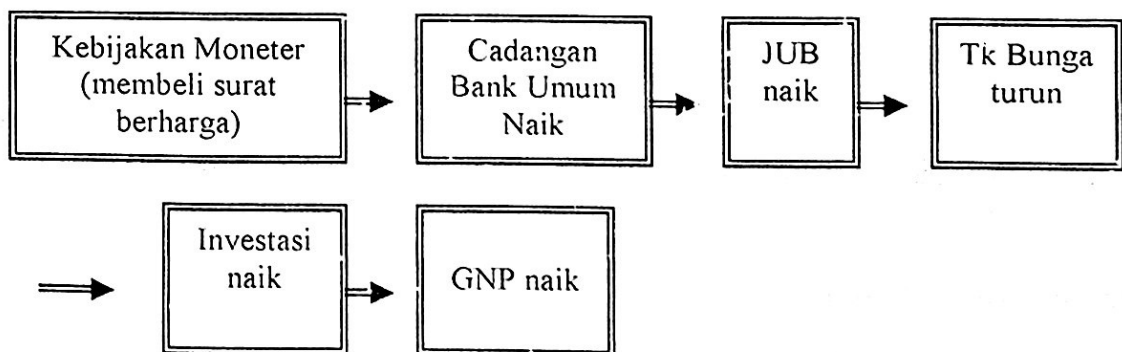 Kebijakan Moneter
(membeli surat
berharga)
Cadangan
Bank Umum
Naik
JUB
naik
Tk Bunga
turun
Investasi
naik
GNP naik